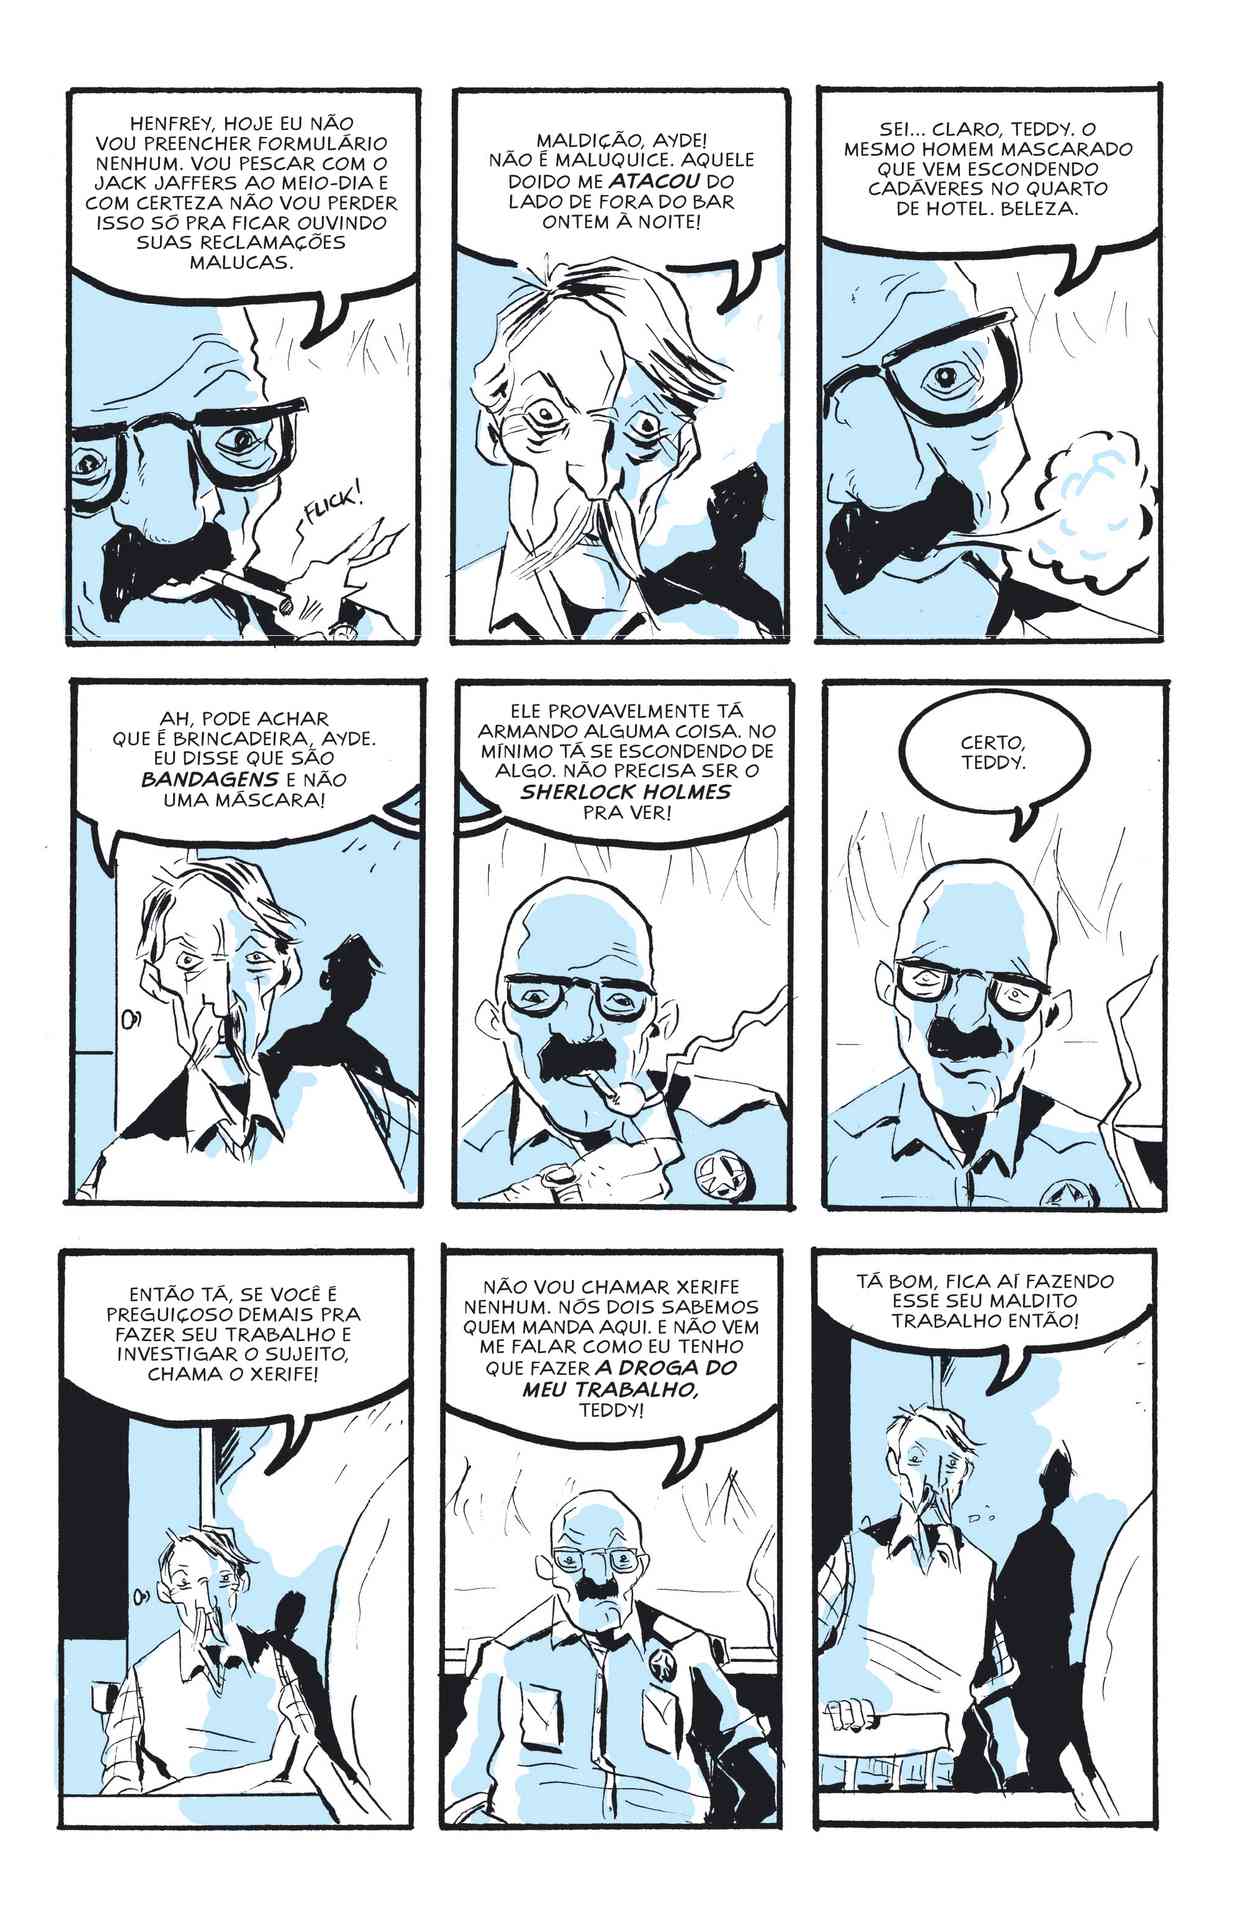 HENFREY, HOJE EU NÃO
VOU PREENCHER FORMULÁRIO
NENHUM. VOU PESCAR COM O
JACK JAFFERS AO MEIO-DIA E
COM CERTEZA NÃO VOU PERDER
ISSO SÓ PRA FICAR OUVINDO
SUAS RECLAMAÇÕES
MALUCAS.
FLICK!
MALDIÇÃO, AYDE!
NÃO É MALUQUICE. AQUELE
DOIDO ME ATACOU DO
LADO DE FORA DO BAR
ONTEM À NOITE!
SEI... CLARO, TEDDY. O
MESMO HOMEM MASCARADO
QUE VEM ESCONDENDO
CADÁVERES NO QUARTO
DE HOTEL. BELEZA.
AH, PODE ACHAR
QUE É BRINCADEIRA, AYDE.
EU DISSE QUE SÃO
BANDAGENS E NÃO
UMA MÁSCARA!
ELE PROVAVELMENTE TÁ
ARMANDO ALGUMA COISA. NO
MÍNIMO TÁ SE ESCONDENDO DE
ALGO. NÃO PRECISA SER O
SHERLOCK HOLMES
PRA VER!
CERTO,
TEDDY.
ENTÃO TÁ, SE VOCÊ É
PREGUIÇOSO DEMAIS PRA
FAZER SEU TRABALHO E
INVESTIGAR O SUJEITO,
CHAMA O XERIFE!
NÃO VOU CHAMAR XERIFE
NENHUM. NÓS DOIS SABEMOS
QUEM MANDA AQUI. E NÃO VEM
ME FALAR COMO EU TENHO
QUE FAZER A DROGA DO
MEU TRABALHO,
TEDDY!
TÁ BOM, FICA AÍ FAZENDO
ESSE SEU MALDITO
TRABALHO ENTÃO!